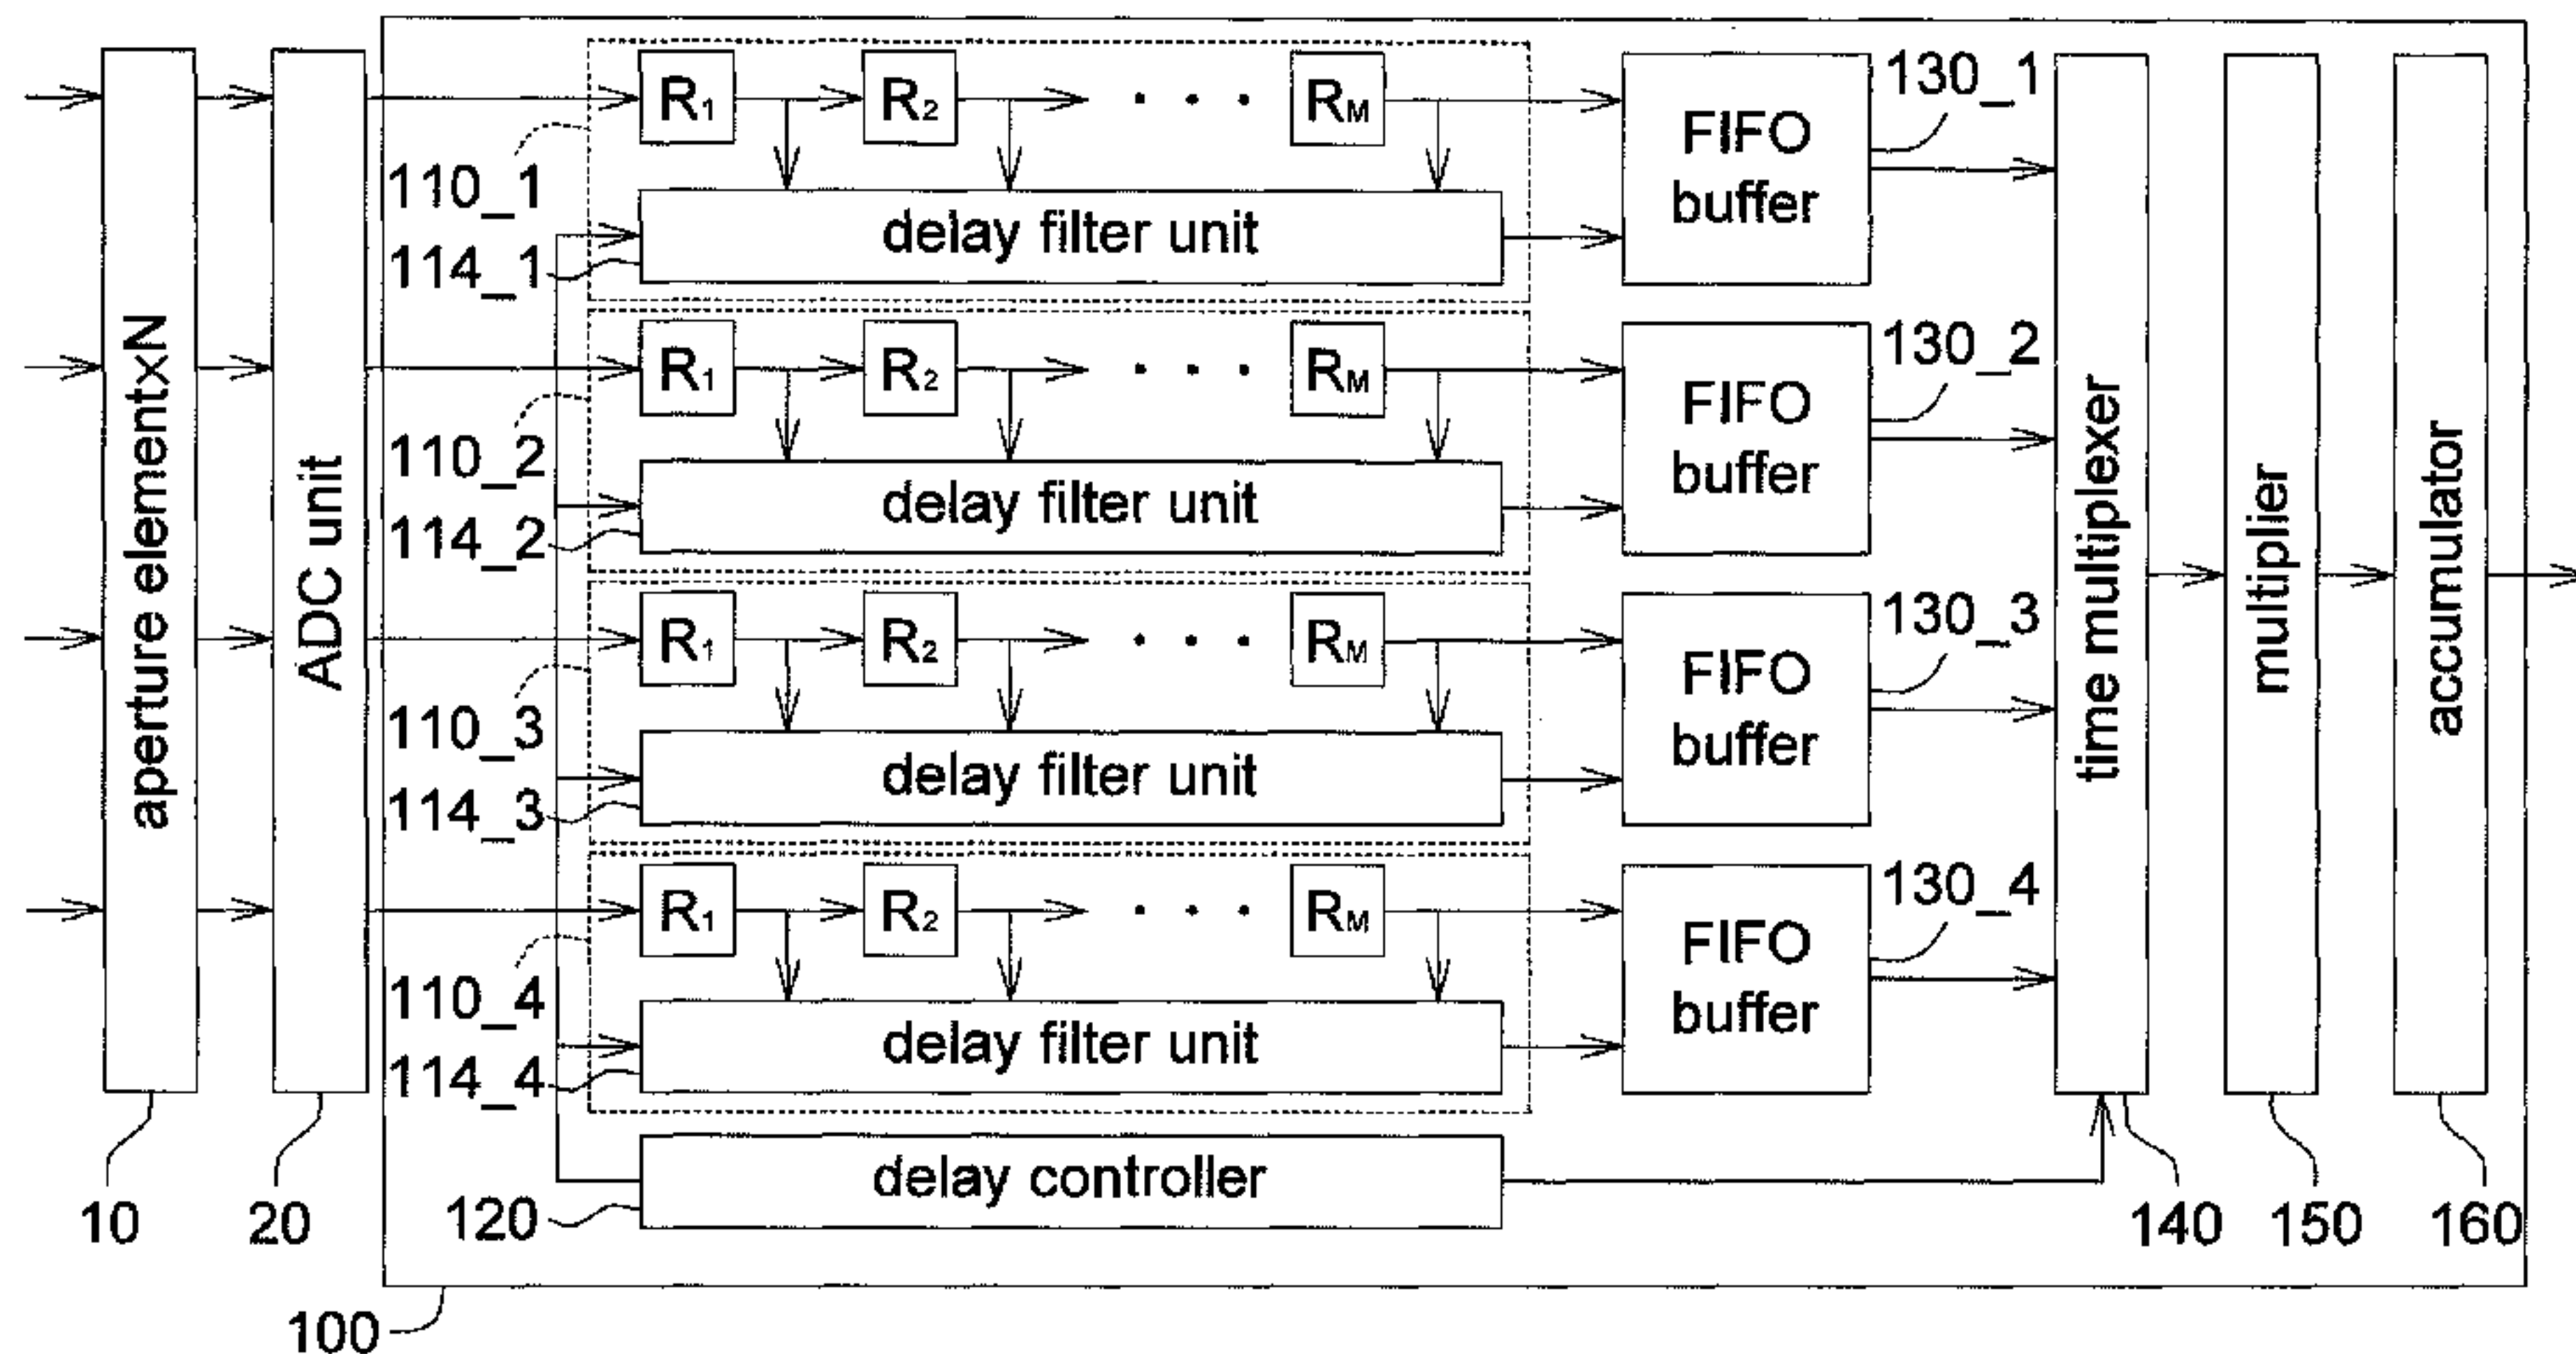 aperture elementxN
ADC unit
R1 R2 · · · RM
110_1
delay filter unit
114_1
FIFO
buffer
130_1
R1 R2 · · · RM
110_2
delay filter unit
114_2
FIFO
buffer
130_2
R1 R2 · · · RM
110_3
delay filter unit
114_3
FIFO
buffer
130_3
R1 R2 · · · RM
110_4
delay filter unit
114_4
FIFO
buffer
130_4
time multiplexer
multiplier
accumulator
delay controller
10 20 120 140 150 160
100